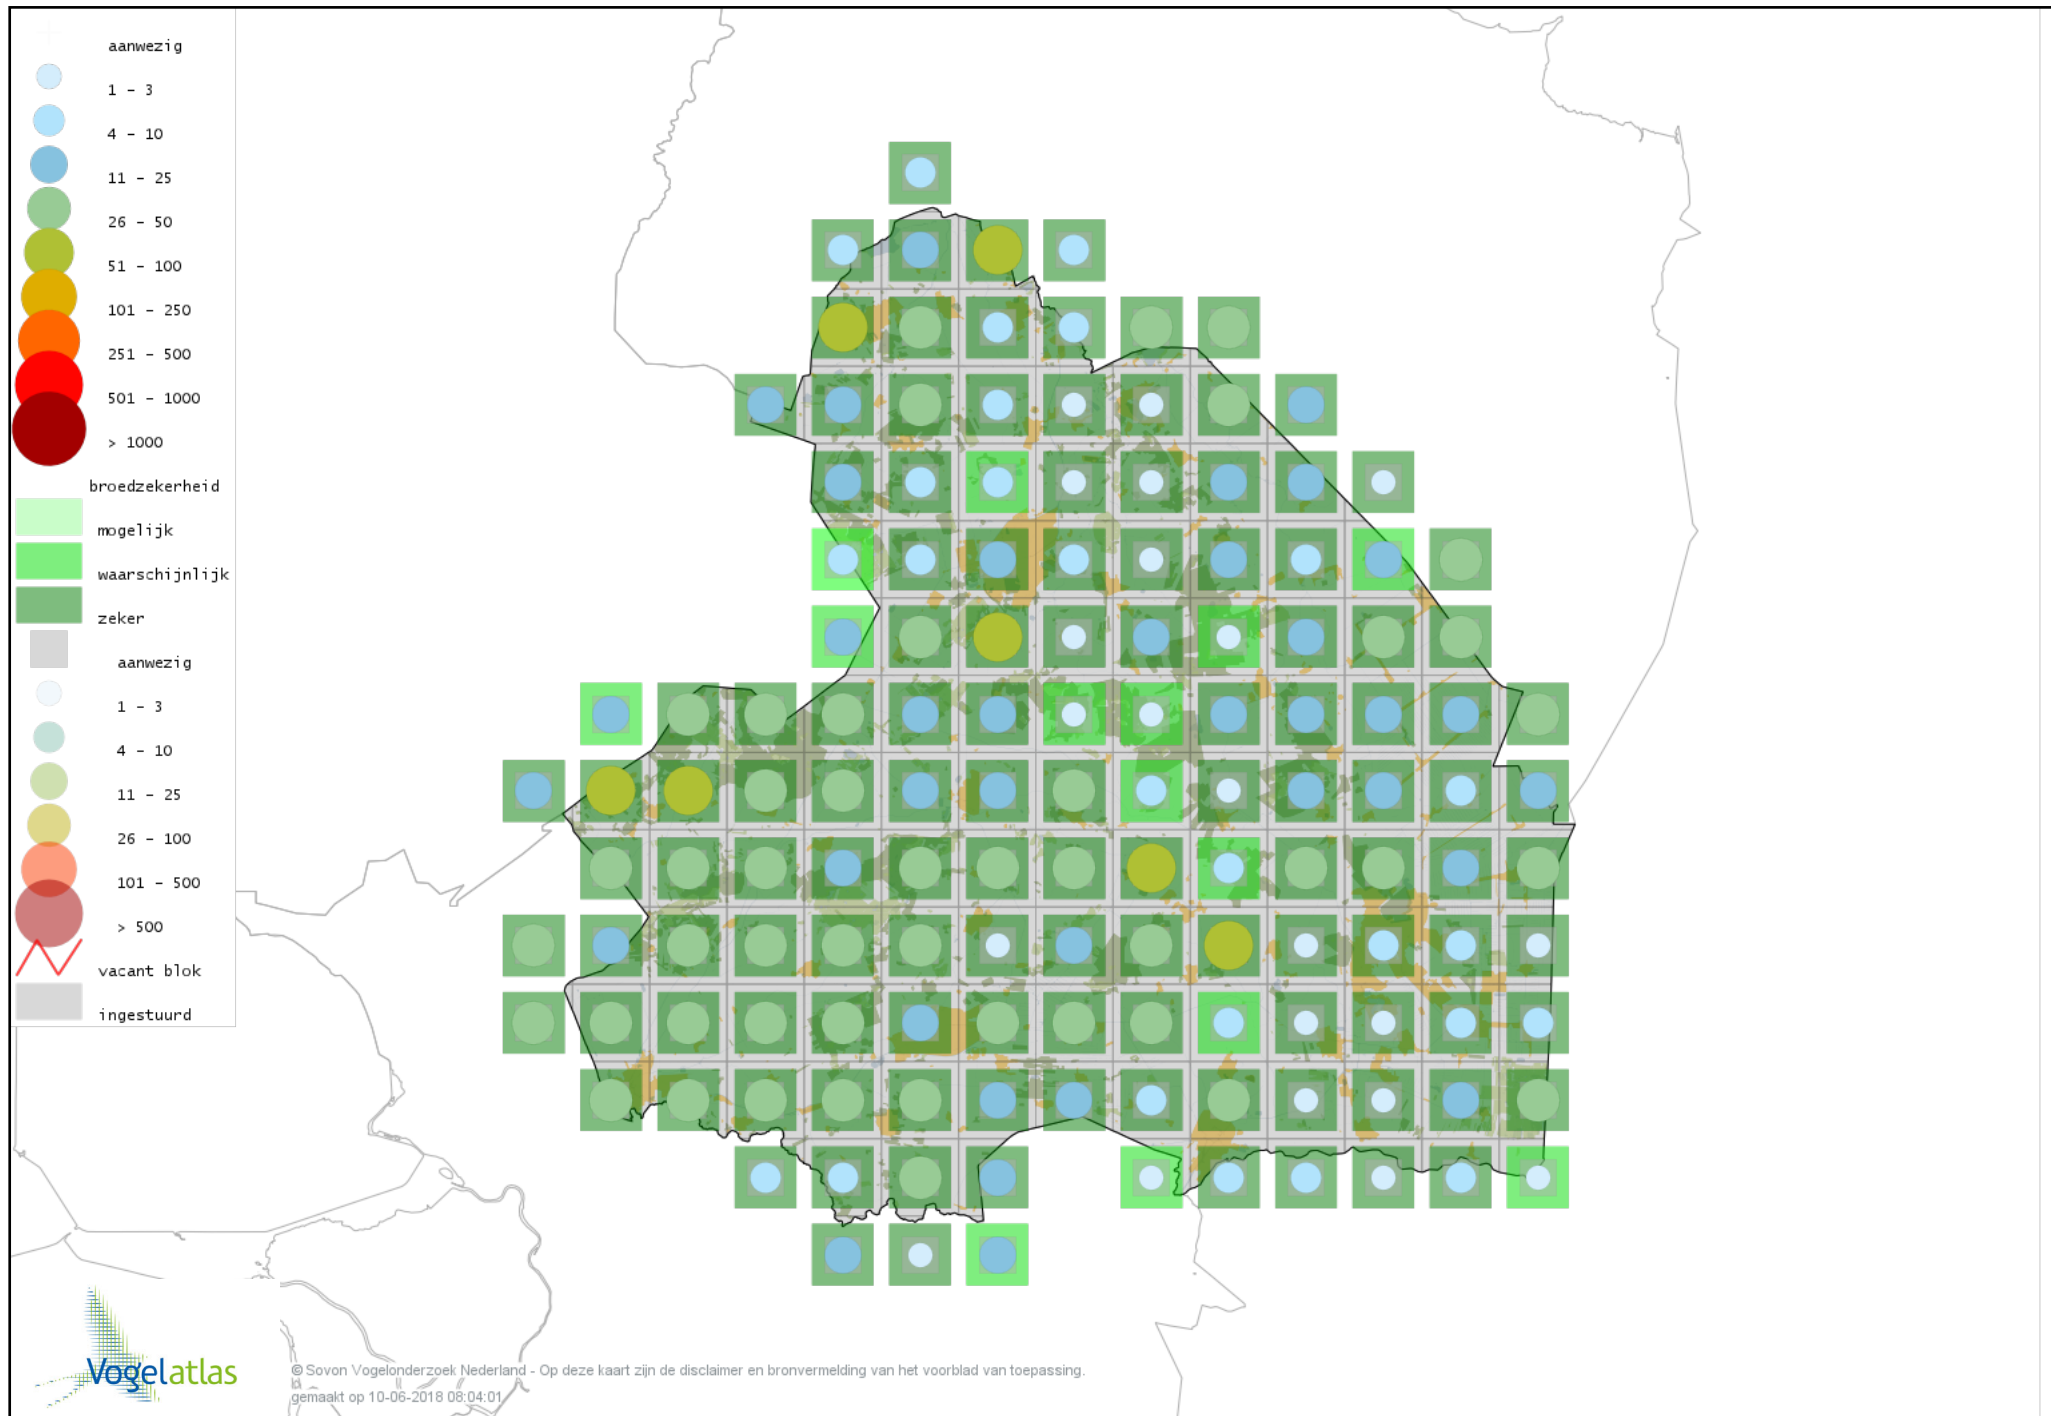 aanwezig
1 - 3
4 - 10
11 - 25
26 - 50
51 - 100
101 - 250
251 - 500
501 - 1000
> 1000
broedzekerheid
mogelijk
waarschijnlijk
zeker
aanwezig
1 - 3
4 - 10
11 - 25
26 - 100
101 - 500
> 500
vacant blok
ingestuurd
Vogelatlas
© Sovon Vogelonderzoek Nederland - Op deze kaart zijn de disclaimer en bronvermelding van het voorblad van toepassing.
gemaakt op 10-06-2018 08:04:01